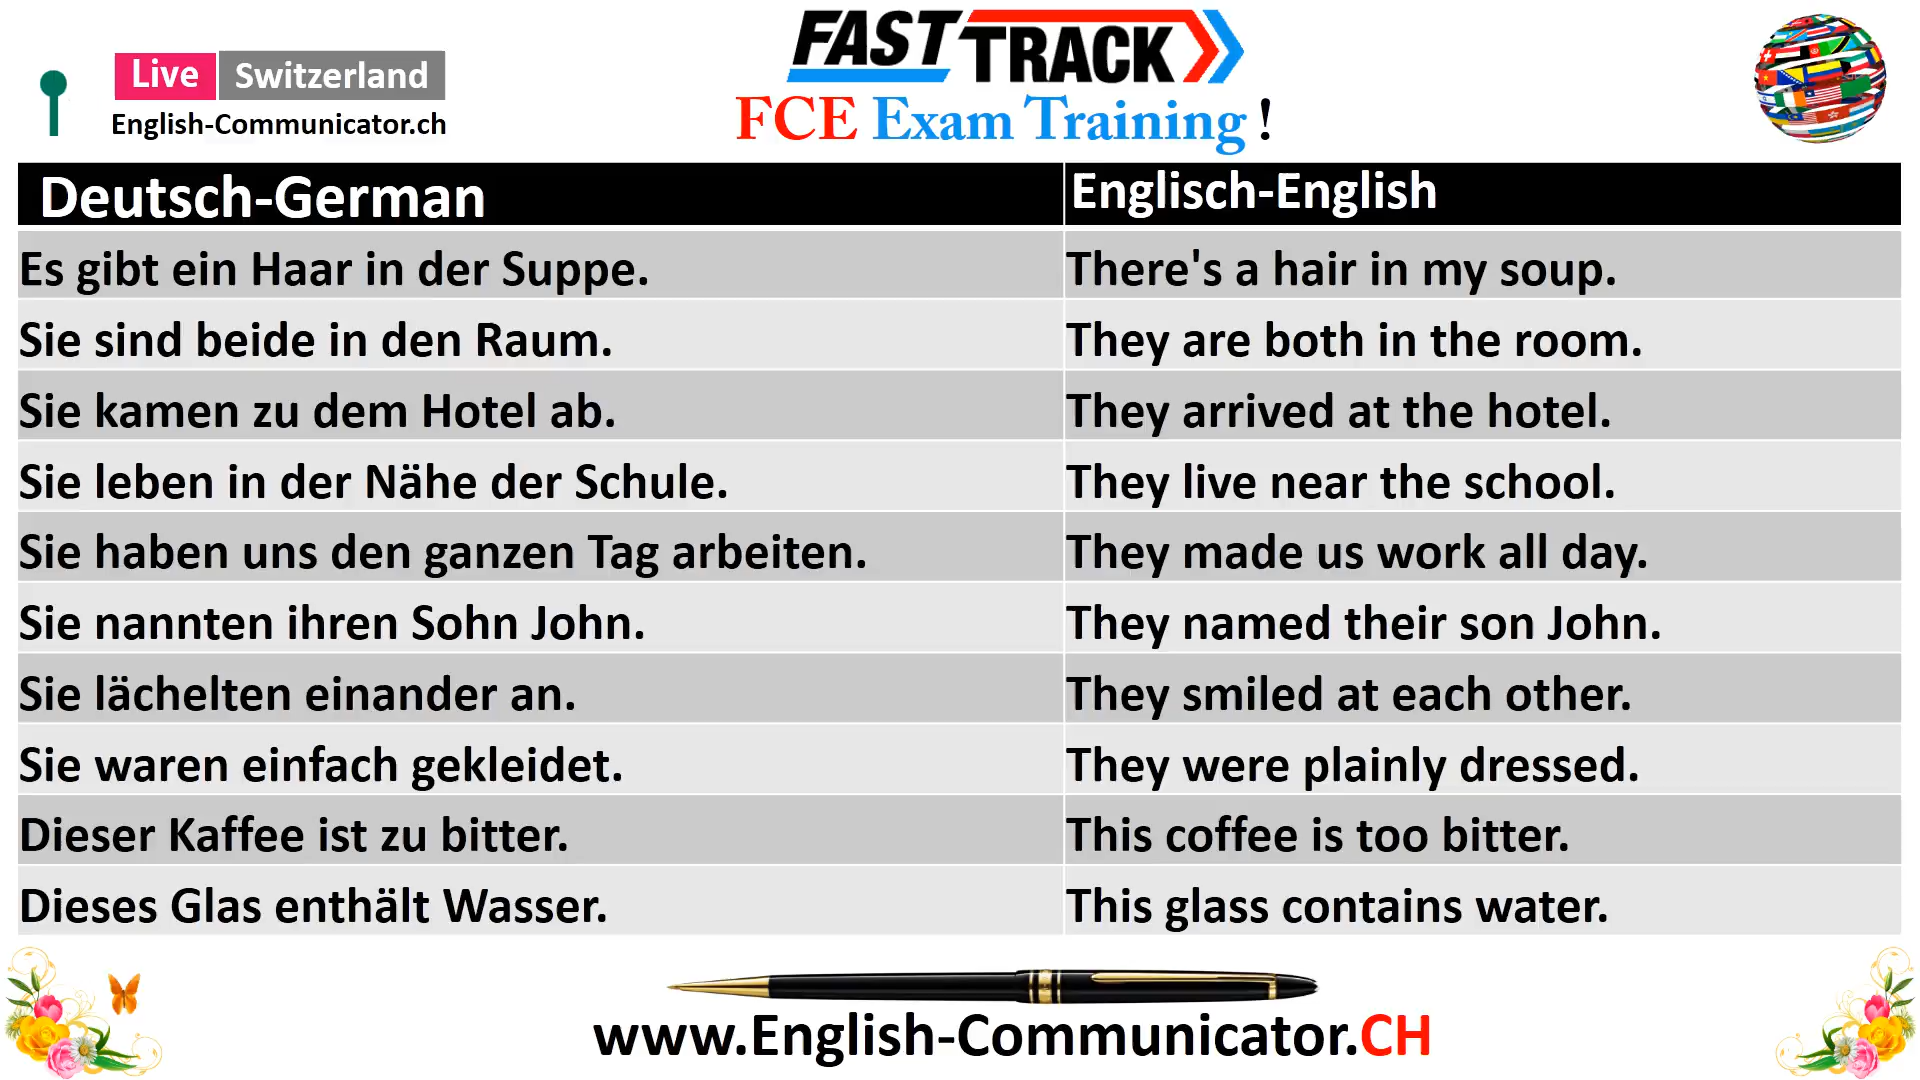 Live Switzerland
English-Communicator.ch
FAST TRACK
FCE Exam Training !
Deutsch-German Englisch-English
Es gibt ein Haar in der Suppe. There's a hair in my soup.
Sie sind beide in den Raum. They are both in the room.
Sie kamen zu dem Hotel ab. They arrived at the hotel.
Sie leben in der Nähe der Schule. They live near the school.
Sie haben uns den ganzen Tag arbeiten. They made us work all day.
Sie nannten ihren Sohn John. They named their son John.
Sie lächelten einander an. They smiled at each other.
Sie waren einfach gekleidet. They were plainly dressed.
Dieser Kaffee ist zu bitter. This coffee is too bitter.
Dieses Glas enthält Wasser. This glass contains water.
www.English-Communicator.CH